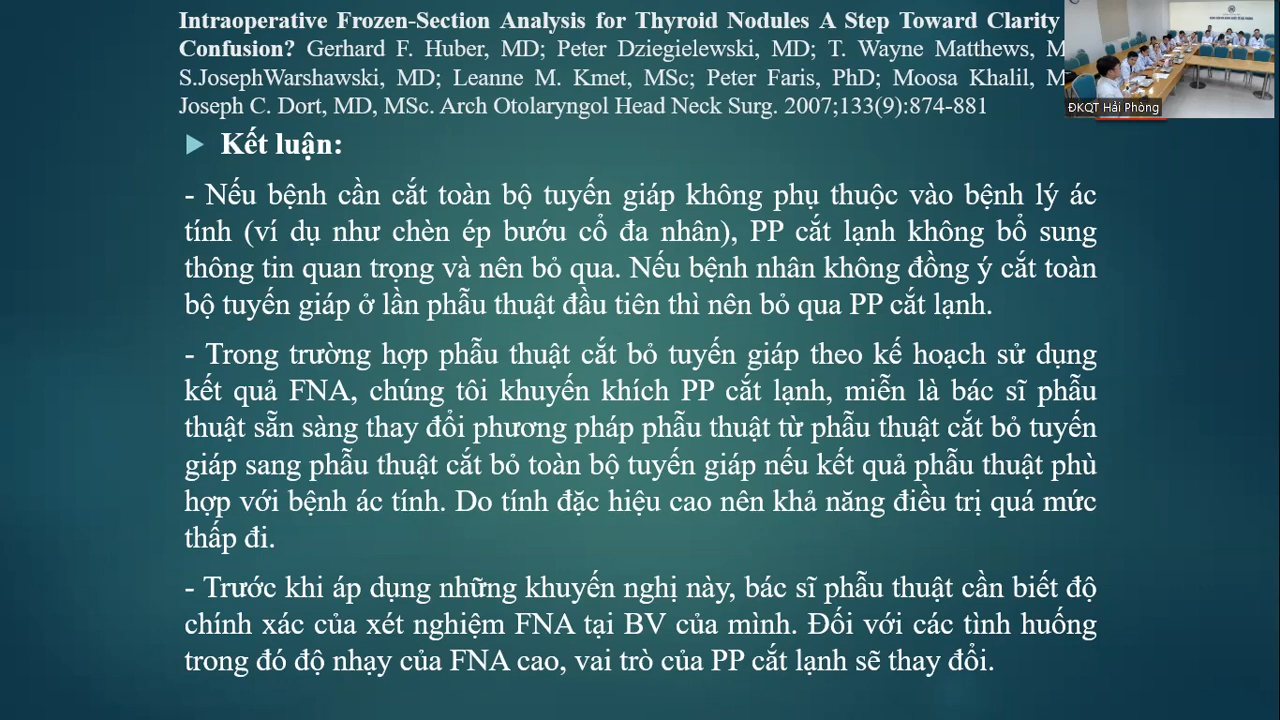 Intraoperative Frozen-Section Analysis for Thyroid Nodules A Step Toward Clarity
Confusion? Gerhard F. Huber, MD; Peter Dziegielewski, MD; T. Wayne Matthews, M
S.JosephWarshawski, MD; Leanne M. Kmet, MSc; Peter Faris, PhD; Moosa Khalil, M
Joseph C. Dort, MD, MSc. Arch Otolaryngol Head Neck Surg. 2007;133(9):874-881
ĐKQT Hải Phòng
Kết luận:
- Nếu bệnh cần cắt toàn bộ tuyến giáp không phụ thuộc vào bệnh lý ác
tính (ví dụ như chèn ép bướu cổ đa nhân), PP cắt lạnh không bổ sung
thông tin quan trọng và nên bỏ qua. Nếu bệnh nhân không đồng ý cắt toàn
bộ tuyến giáp ở lần phẫu thuật đầu tiên thì nên bỏ qua PP cắt lạnh.
- Trong trường hợp phẫu thuật cắt bỏ tuyến giáp theo kế hoạch sử dụng
kết quả FNA, chúng tôi khuyến khích PP cắt lạnh, miễn là bác sĩ phẫu
thuật sẵn sàng thay đổi phương pháp phẫu thuật từ phẫu thuật cắt bỏ tuyến
giáp sang phẫu thuật cắt bỏ toàn bộ tuyến giáp nếu kết quả phẫu thuật phù
hợp với bệnh ác tính. Do tính đặc hiệu cao nên khả năng điều trị quá mức
thấp đi.
- Trước khi áp dụng những khuyến nghị này, bác sĩ phẫu thuật cần biết độ
chính xác của xét nghiệm FNA tại BV của mình. Đối với các tình huống
trong đó độ nhạy của FNA cao, vai trò của PP cắt lạnh sẽ thay đổi.